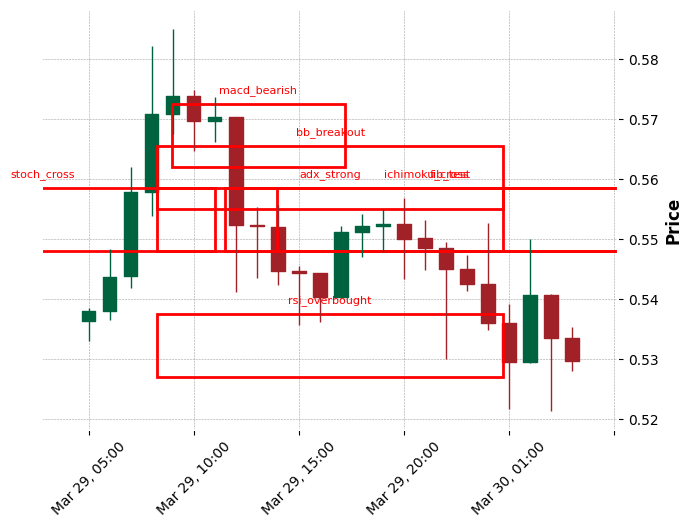 macd_bearish
bb_breakout
stoch_cross
adx_strong
ichimoku_cross
fib_test
rsi_overbought
0.58
0.57
0.56
0.55
0.54
0.53
0.52
Price
Mar 29, 05:00
Mar 29, 10:00
Mar 29, 15:00
Mar 29, 20:00
Mar 30, 01:00